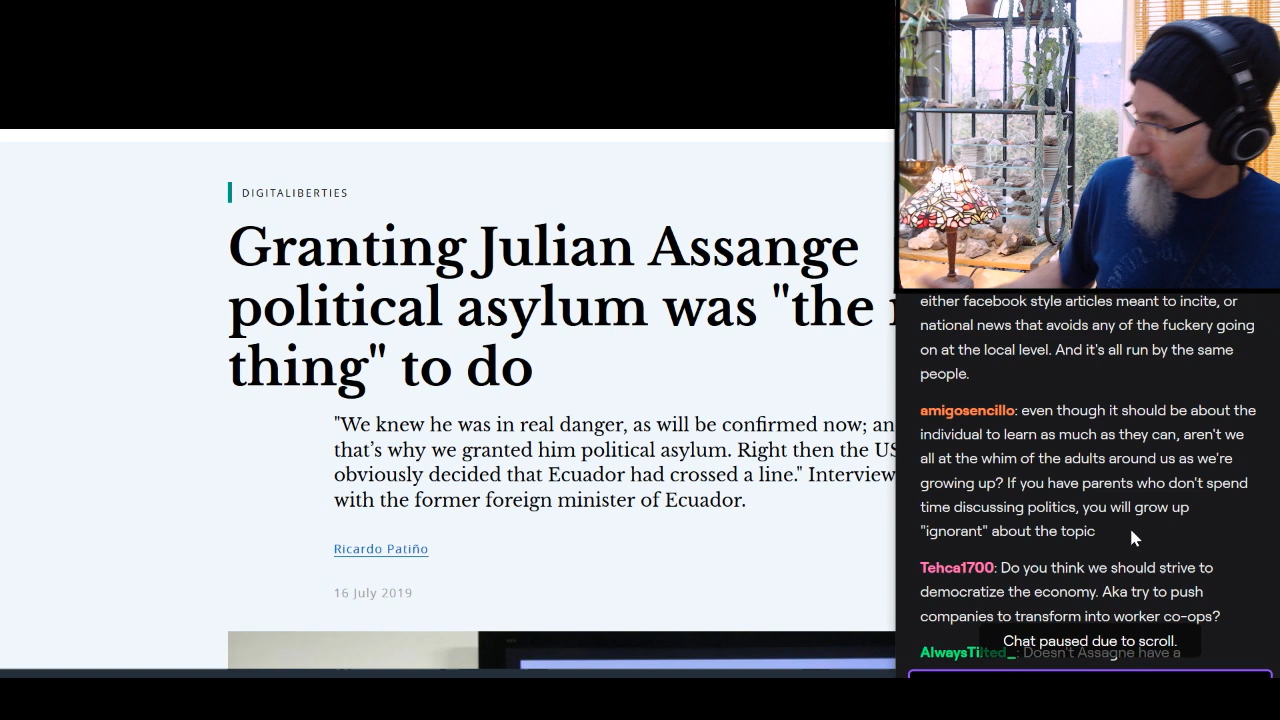 DIGITALIBERTIES
Granting Julian Assange
political asylum was "the
thing" to do
"We knew he was in real danger, as will be confirmed now; an
that's why we granted him political asylum. Right then the US
obviously decided that Ecuador had crossed a line." Interview
with the former foreign minister of Ecuador.
Ricardo Patiño
16 July 2019
either facebook style articles meant to incite, or
national news that avoids any of the fuckery going
on at the local level. And it's all run by the same
people.
amigosencillo: even though it should be about the
individual to learn as much as they can, aren't we
all at the whim of the adults around us as we're
growing up? If you have parents who don't spend
time discussing politics, you will grow up
"ignorant" about the topic
Tehca1700: Do you think we should strive to
democratize the economy. Aka try to push
companies to transform into worker co-ops?
Chat paused due to scroll.
AlwaysTilted_: Doesn't Assagne have a